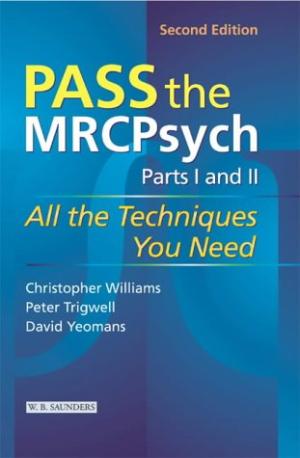 Second Edition
PASS the
MRCPsych
Parts I and II
All the Techniques
You Need
Christopher Williams
Peter Trigwell
David Yeomans
W. B. SAUNDERS